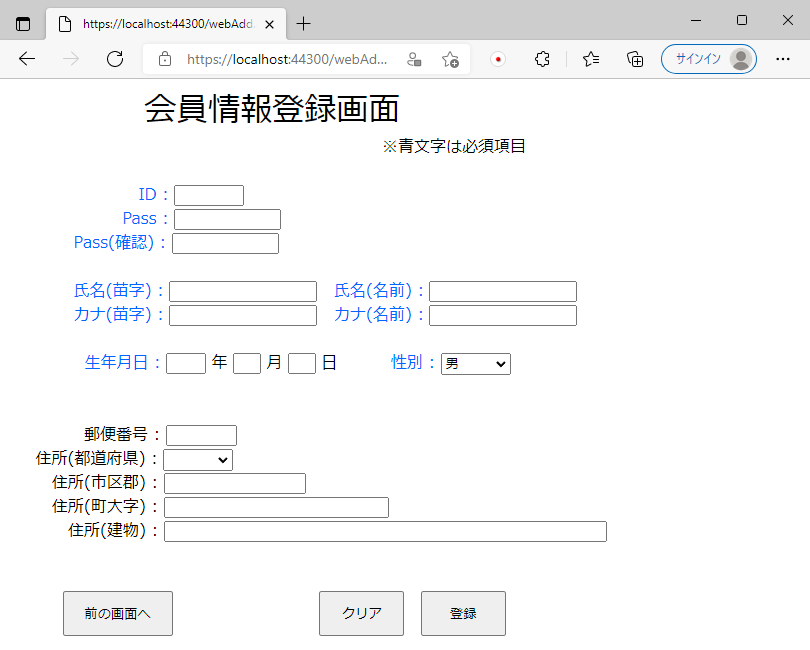 https://localhost:44300/webAdd
https://localhost:44300/webAd...
サインイン
会員情報登録画面
※青文字は必須項目
ID：
Pass：
Pass(確認)：
氏名(苗字)： 氏名(名前)：
カナ(苗字)： カナ(名前)：
生年月日： 年 月 日 性別： 男
郵便番号：
住所(都道府県)：
住所(市区郡)：
住所(町大字)：
住所(建物)：
前の画面へ クリア 登録